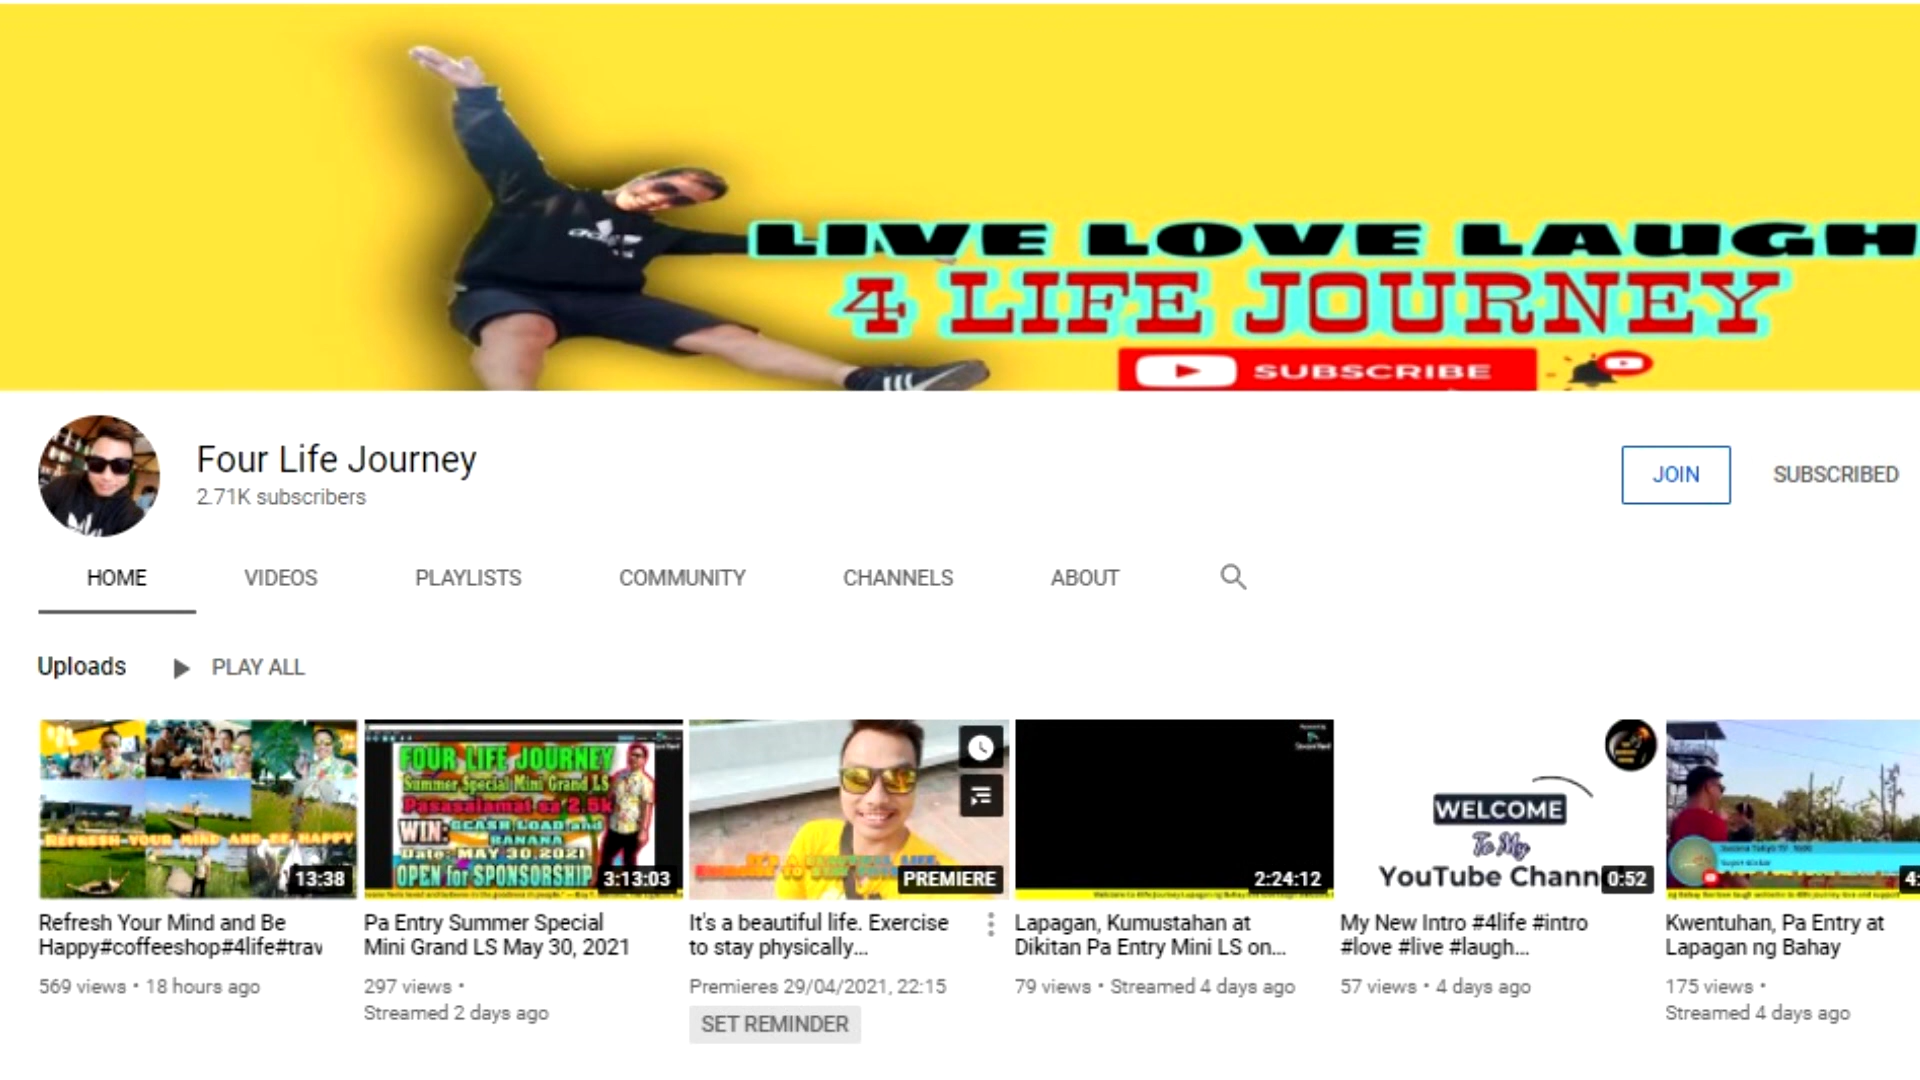 LIVE LOVE LAUGH
4 LIFE JOURNEY
SUBSCRIBE
Four Life Journey
2.71K subscribers
JOIN
SUBSCRIBED
HOME
VIDEOS
PLAYLISTS
COMMUNITY
CHANNELS
ABOUT
Uploads
PLAY ALL
REFRESH YOUR MIND AND BE HAPPY
13:38
FOUR LIFE JOURNEY
Summer Special Mini Grand LS
Pasasalamat sa 2.5k
WIN: GCASH LOAD and
BANANA
Date: MAY 30,2021
OPEN for SPONSORSHIP
3:13:03
PREMIERE
2:24:12
WELCOME
To My
YouTube Chann
0:52
4:
Refresh Your Mind and Be
Happy#coffeeshop#4life#trav
569 views • 18 hours ago
Pa Entry Summer Special
Mini Grand LS May 30, 2021
297 views •
Streamed 2 days ago
It's a beautiful life. Exercise
to stay physically...
Premieres 29/04/2021, 22:15
SET REMINDER
Lapagan, Kumustahan at
Dikitan Pa Entry Mini LS on...
79 views • Streamed 4 days ago
My New Intro #4life #intro
#love #live #laugh...
57 views • 4 days ago
Kwentuhan, Pa Entry at
Lapagan ng Bahay
175 views •
Streamed 4 days ago